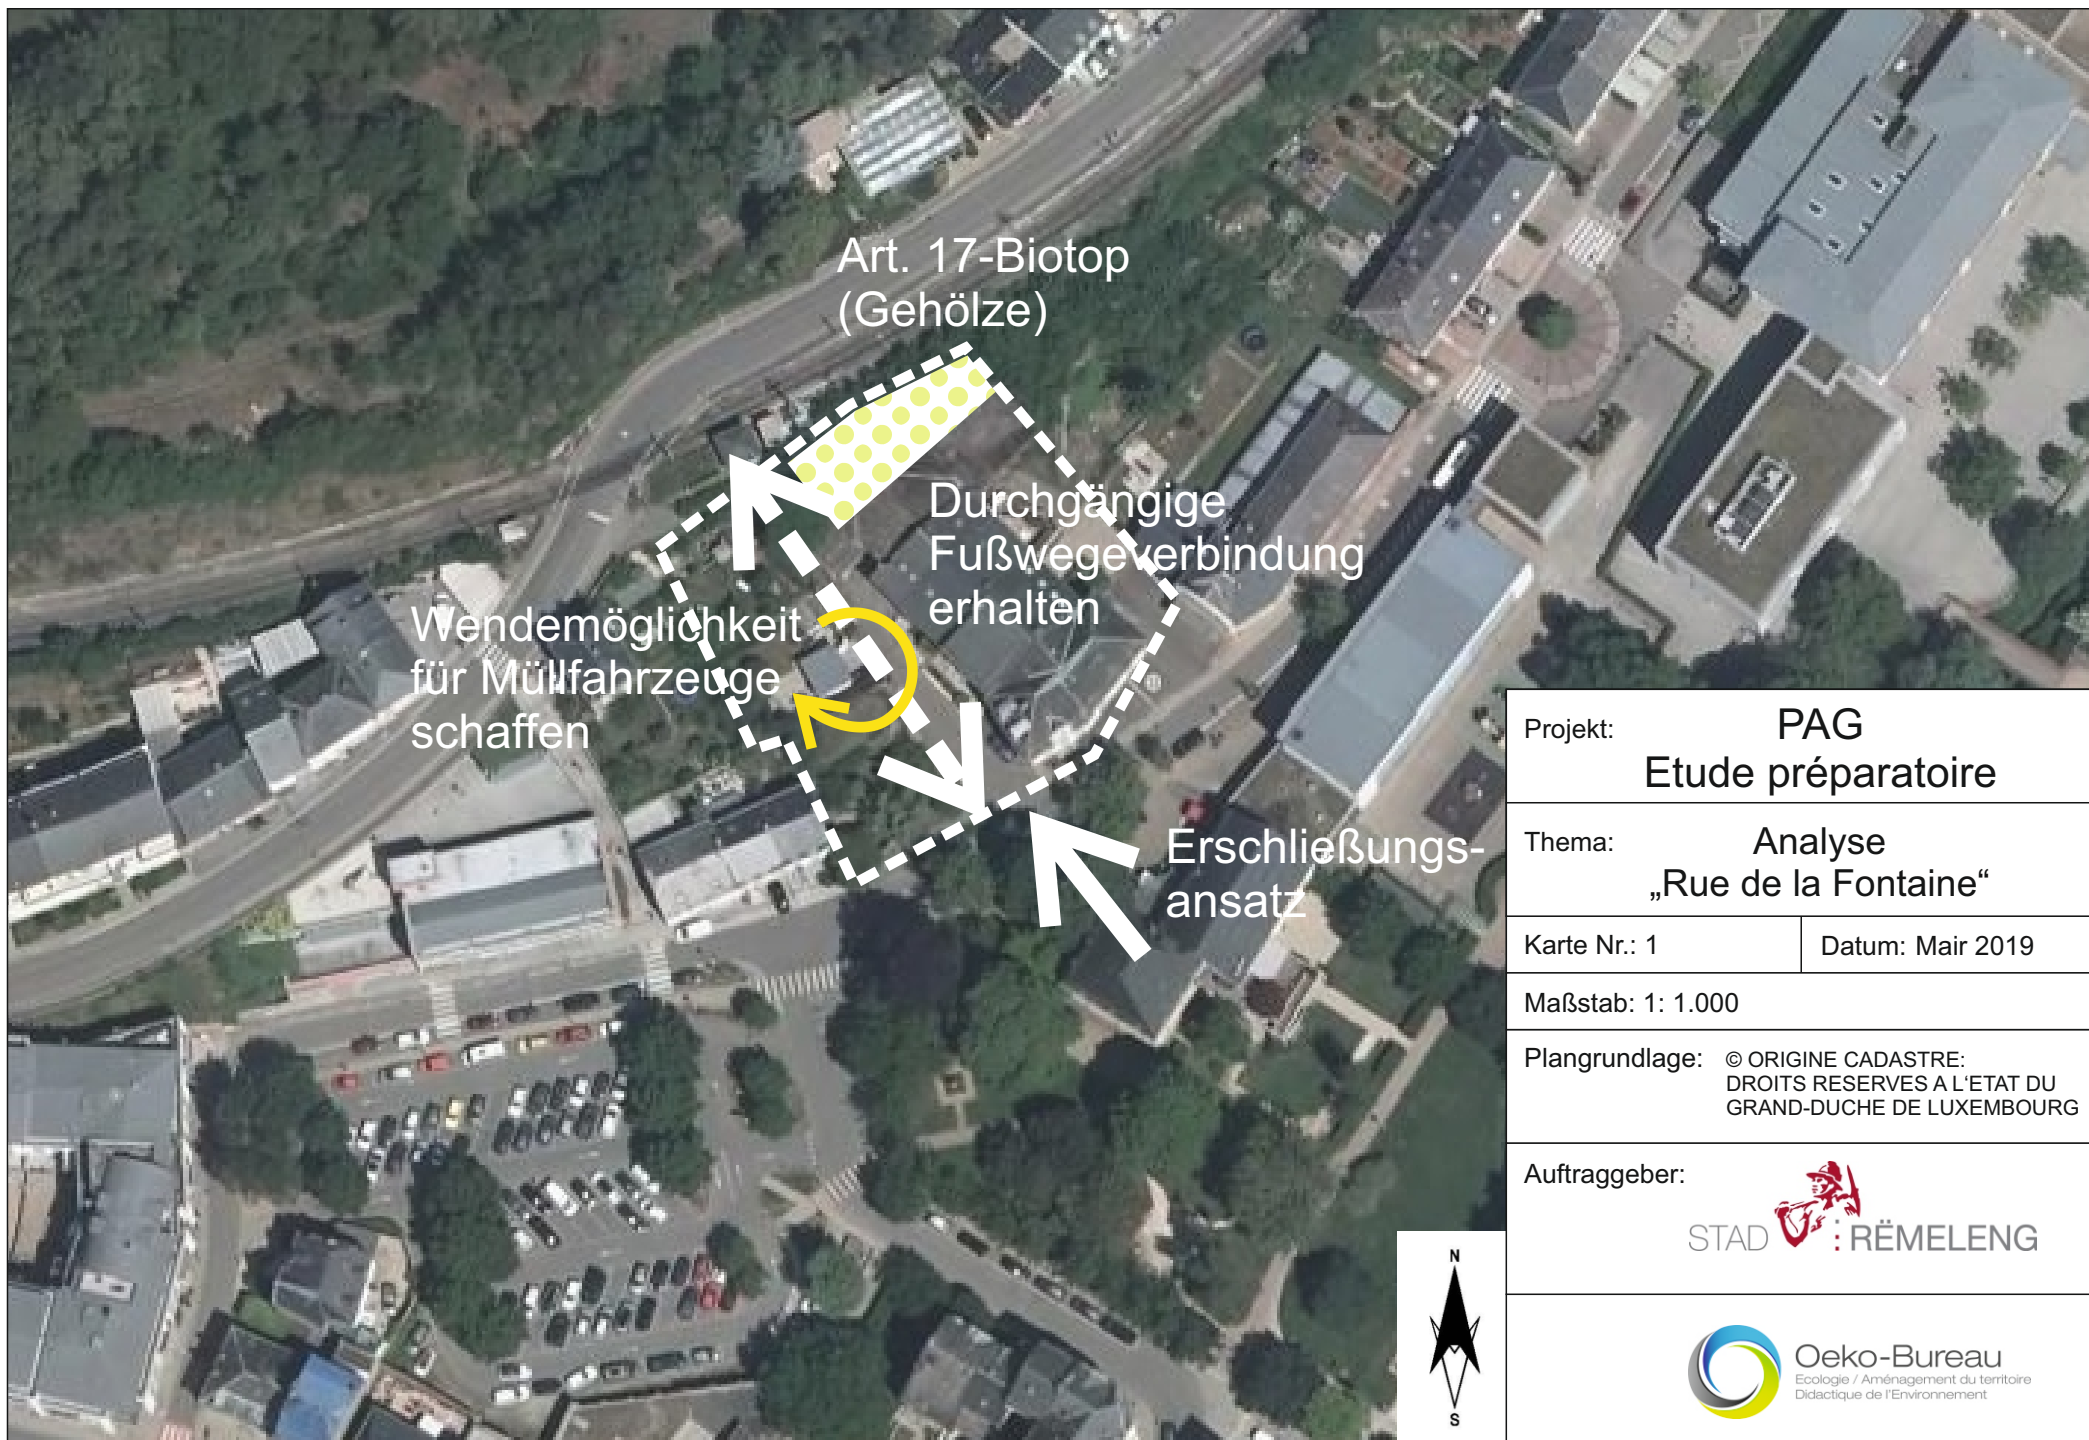 Art. 17-Biotop
(Gehölze)
Durchgängige
Fußwegeverbindung
erhalten
Wendemöglichkeit
für Müllfahrzeuge
schaffen
Erschließungs-
ansatz
Projekt: PAG
Etude préparatoire
Thema: Analyse
„Rue de la Fontaine“
Karte Nr.: 1 Datum: Mair 2019
Maßstab: 1: 1.000
Plangrundlage: © ORIGINE CADASTRE:
DROITS RESERVES A L‘ETAT DU
GRAND-DUCHE DE LUXEMBOURG
Auftraggeber:
STAD RËMELENG
N
S
Oeko-Bureau
Ecologie / Aménagement du territoire
Didactique de l'Environnement